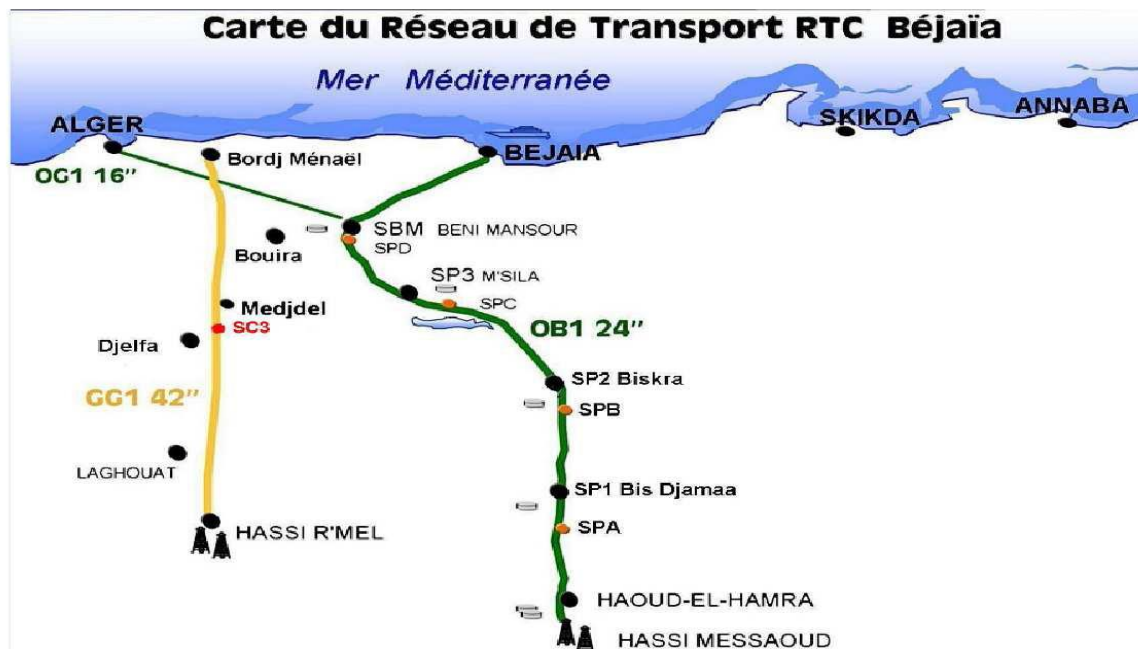 Carte du Réseau de Transport RTC Béjaïa
Mer Méditerranée
ALGER
SKIKDA
ANNABA
Bordj Ménaël
BEJAIA
OG1 16"
SBM BENI MANSOUR
SPD
Bouira
SP3 M'SILA
SPC
Medjdel
SC3
Djelfa
OB1 24"
SP2 Biskra
GG1 42"
SPB
LAGHOUAT
SP1 Bis Djamaa
HASSI R'MEL
SPA
HAOUD-EL-HAMRA
HASSI MESSAOUD